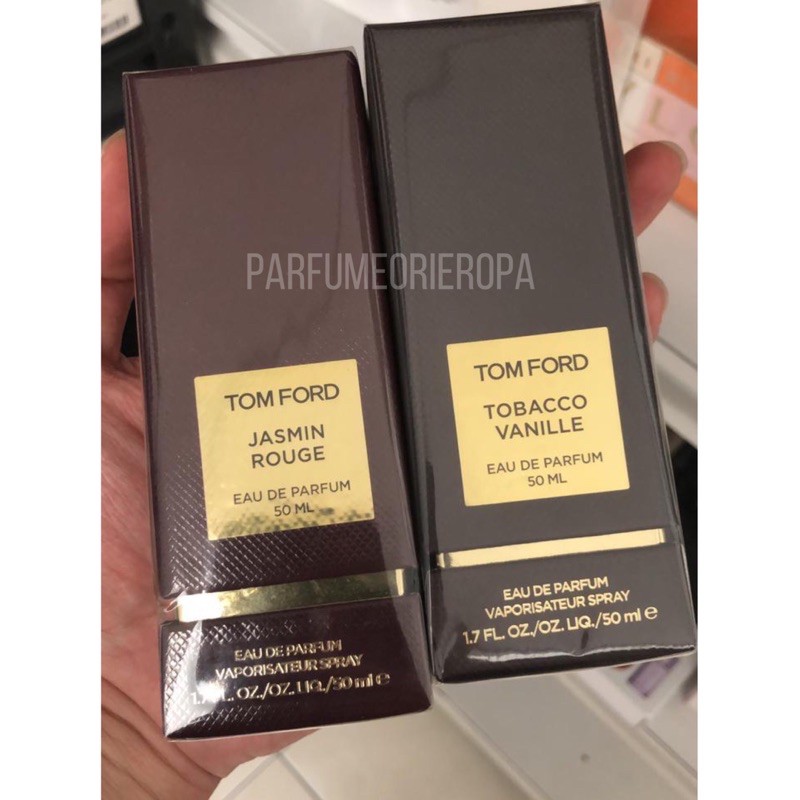 PARFUMEORIEROPA
TOM FORD
JASMIN
ROUGE
EAU DE PARFUM
50 ML
EAU DE PARFUM
VAPORISATEUR SPRAY
1.7 FL. OZ./OZ. LIQ./50 ml e
TOM FORD
TOBACCO
VANILLE
EAU DE PARFUM
50 ML
EAU DE PARFUM
VAPORISATEUR SPRAY
1.7 FL. OZ./OZ. LIQ./50 ml e